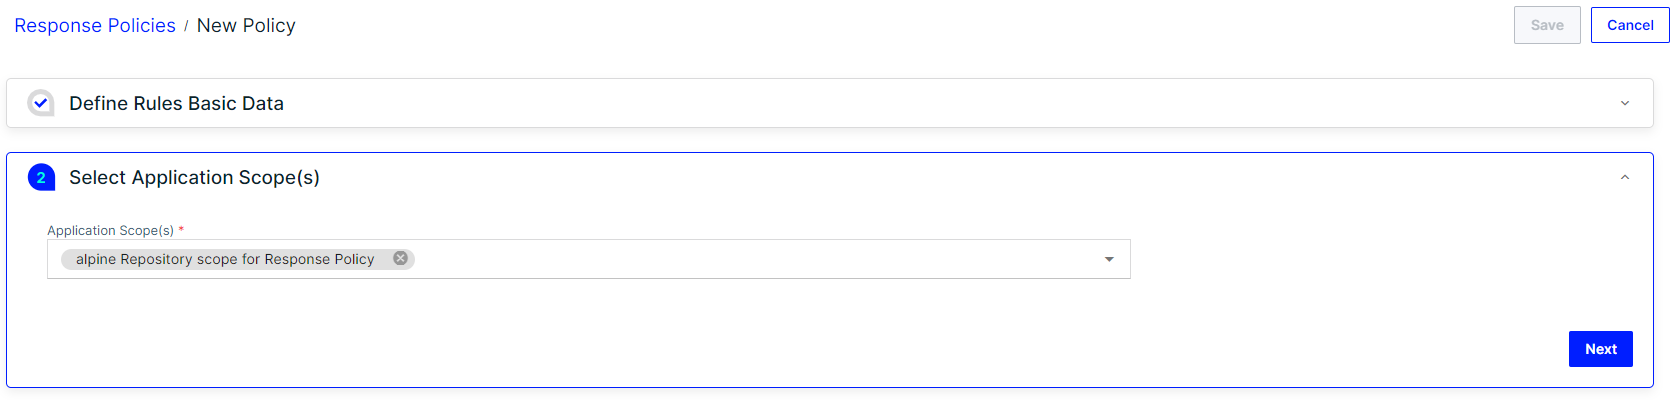 Response Policies / New Policy
Save
Cancel
Define Rules Basic Data
2
Select Application Scope(s)
Application Scope(s) *
alpine Repository scope for Response Policy
Next